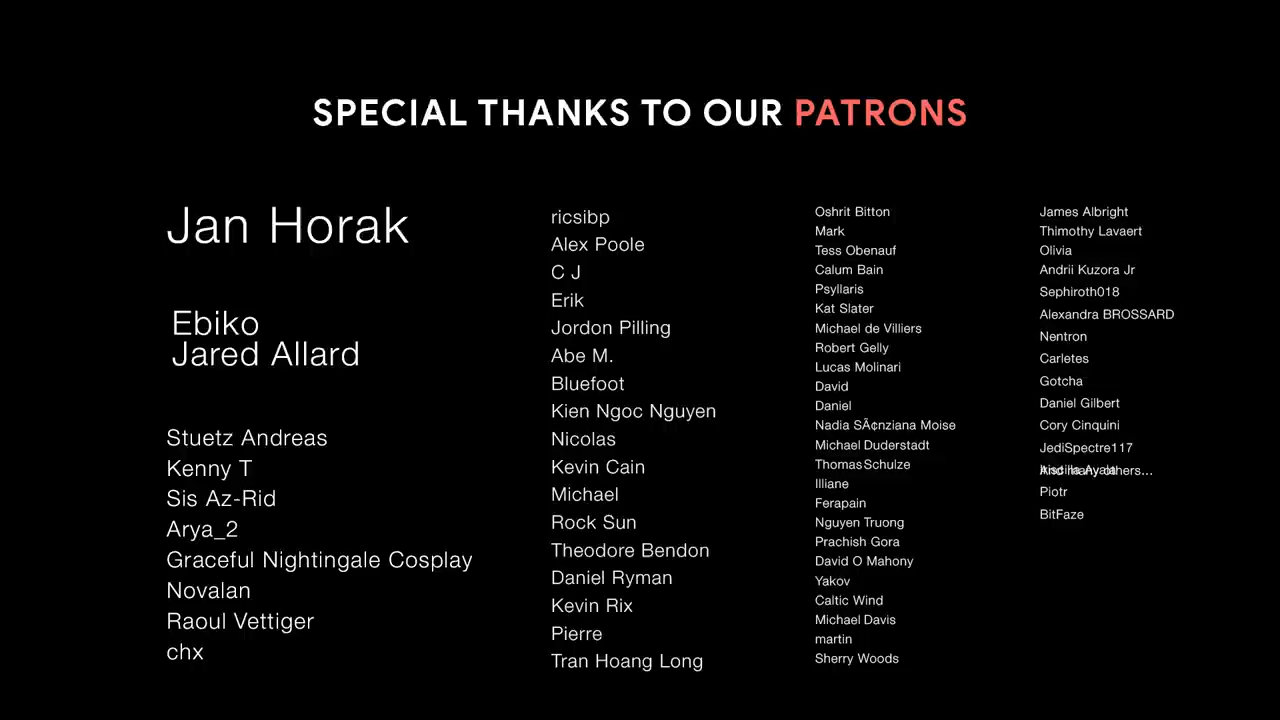 SPECIAL THANKS TO OUR PATRONS
Jan Horak
Ebiko
Jared Allard
Stuetz Andreas
Kenny T
Sis Az-Rid
Arya_2
Graceful Nightingale Cosplay
Novalan
Raoul Vettiger
chx
ricsibp
Alex Poole
C J
Erik
Jordon Pilling
Abe M.
Bluefoot
Kien Ngoc Nguyen
Nicolas
Kevin Cain
Michael
Rock Sun
Theodore Bendon
Daniel Ryman
Kevin Rix
Pierre
Tran Hoang Long
Oshrit Bitton
Mark
Tess Obenauf
Calum Bain
Psyllaris
Kat Slater
Michael de Villiers
Robert Gelly
Lucas Molinari
David
Daniel
Nadia SÃ¢nziana Moise
Michael Duderstadt
Thomas Schulze
Illiane
Ferapain
Nguyen Truong
Prachish Gora
David O Mahony
Yakov
Caltic Wind
Michael Davis
martin
Sherry Woods
James Albright
Thimothy Lavaert
Olivia
Andrii Kuzora Jr
Sephiroth018
Alexandra BROSSARD
Nentron
Carletes
Gotcha
Daniel Gilbert
Cory Cinquini
JediSpectre117
And many others...
Piotr
BitFaze